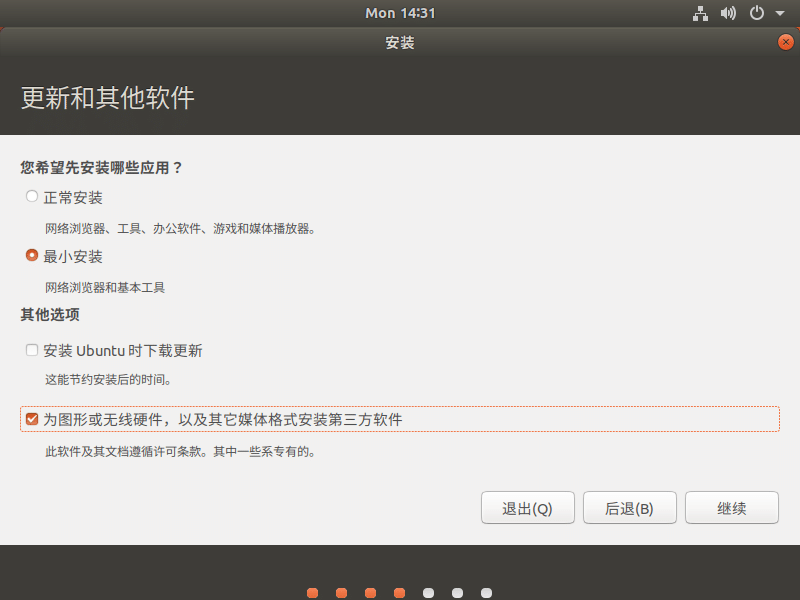 Mon 14:31
安装
更新和其他软件
您希望先安装哪些应用？
正常安装
网络浏览器、工具、办公软件、游戏和媒体播放器。
最小安装
网络浏览器和基本工具
其他选项
安装 Ubuntu 时下载更新
这能节约安装后的时间。
为图形或无线硬件，以及其它媒体格式安装第三方软件
此软件及其文档遵循许可条款。其中一些系专有的。
退出(Q) 后退(B) 继续